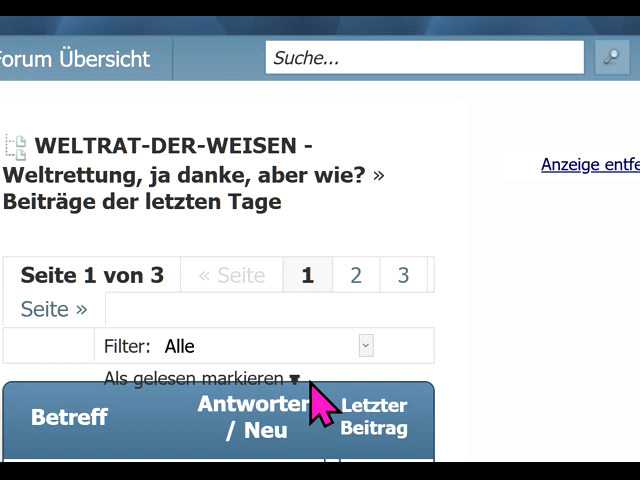 Forum Übersicht
Suche...
WELTRAT-DER-WEISEN -
Weltrettung, ja danke, aber wie? »
Beiträge der letzten Tage
Anzeige
Seite 1 von 3 « Seite 1 2 3
Seite »
Filter: Alle
Als gelesen markieren
Betreff
Antworten
/ Neu
Letzter
Beitrag